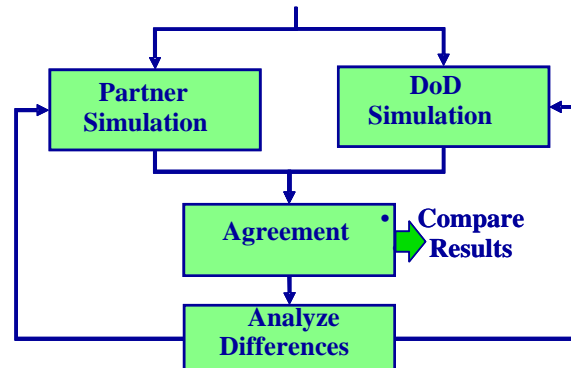 Partner
Simulation
DoD
Simulation
Agreement
•
Compare
Results
Analyze
Differences